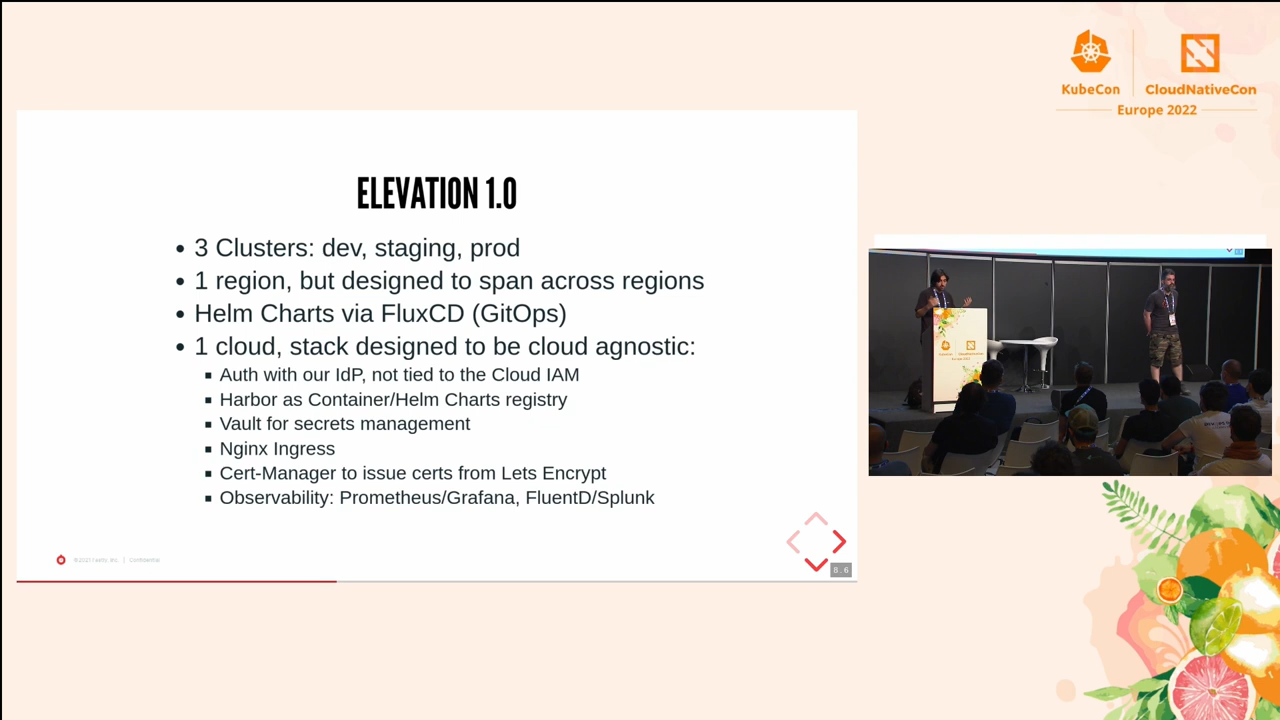 KubeCon
CloudNativeCon
Europe 2022
ELEVATION 1.0
• 3 Clusters: dev, staging, prod
• 1 region, but designed to span across regions
• Helm Charts via FluxCD (GitOps)
• 1 cloud, stack designed to be cloud agnostic:
▪ Auth with our IdP, not tied to the Cloud IAM
▪ Harbor as Container/Helm Charts registry
▪ Vault for secrets management
▪ Nginx Ingress
▪ Cert-Manager to issue certs from Lets Encrypt
▪ Observability: Prometheus/Grafana, FluentD/Splunk
| Confidential
8.6